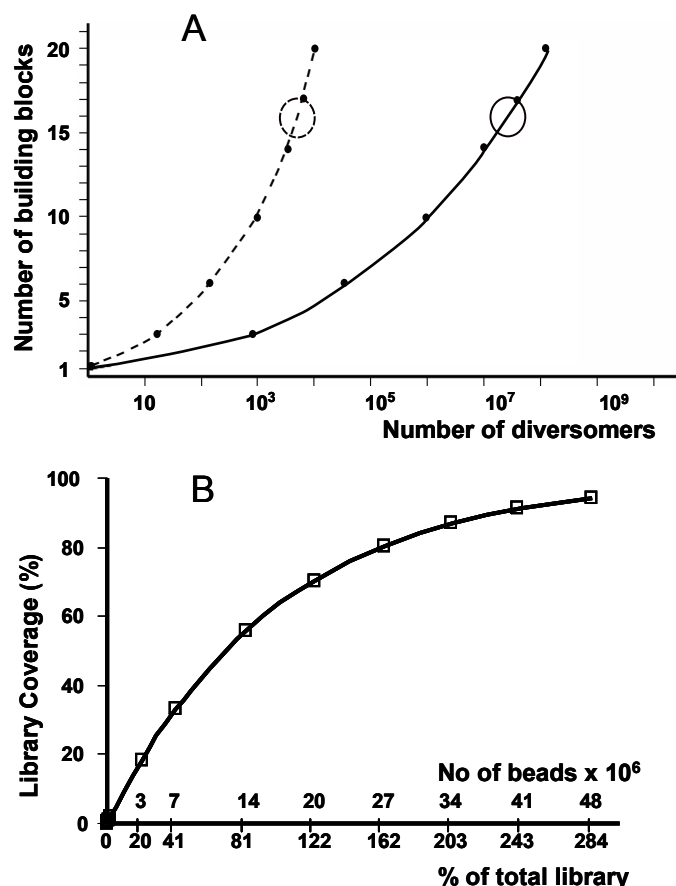 A
Number of building blocks
20
15
10
5
1
10 10³ 10⁵ 10⁷ 10⁹
Number of diversomers
B
Library Coverage (%)
100
80
60
40
20
0
No of beads x 10⁶
3 7 14 20 27 34 41 48
0 20 41 81 122 162 203 243 284
% of total library